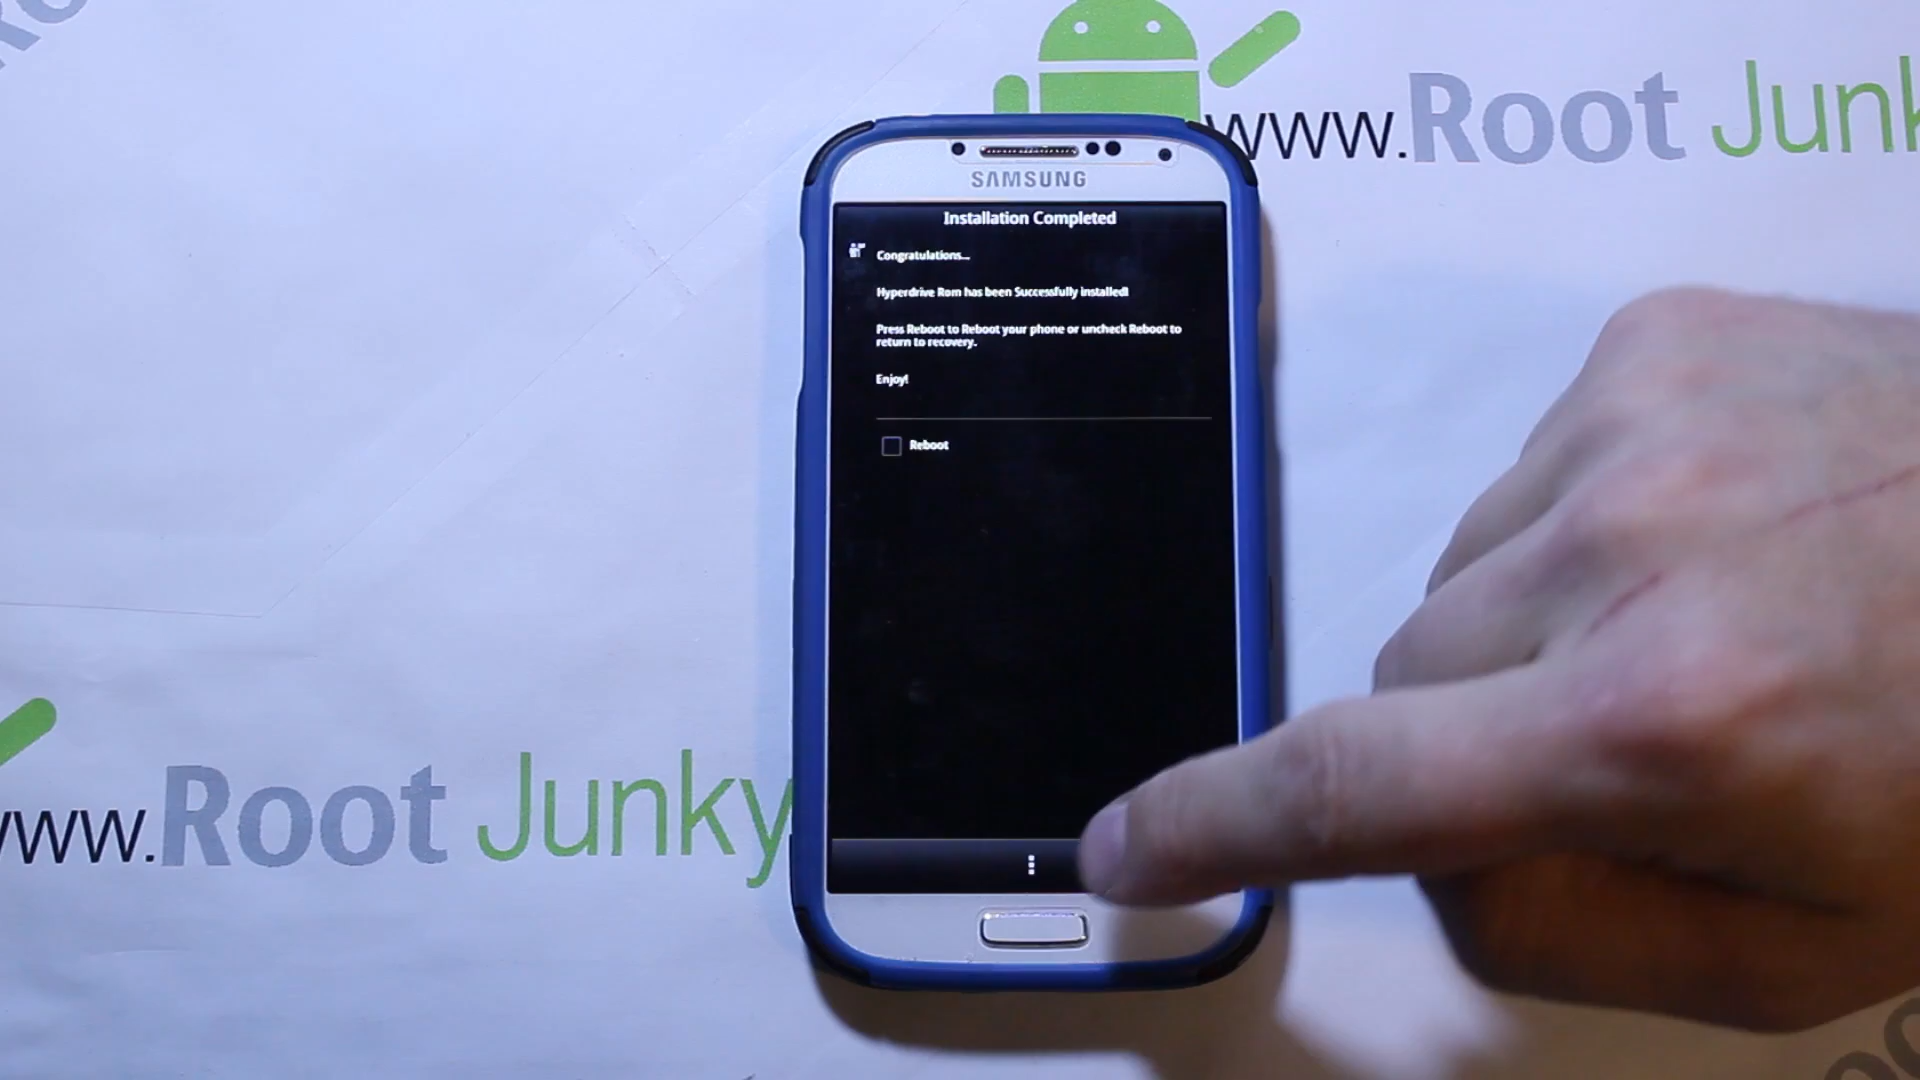 www.Root Junk
SAMSUNG
Installation Completed
Congratulations...
Hyperdrive Rom has been Successfully installed!
Press Reboot to Reboot your phone or uncheck Reboot to
return to recovery.
Enjoy!
Reboot
www.Root Junky